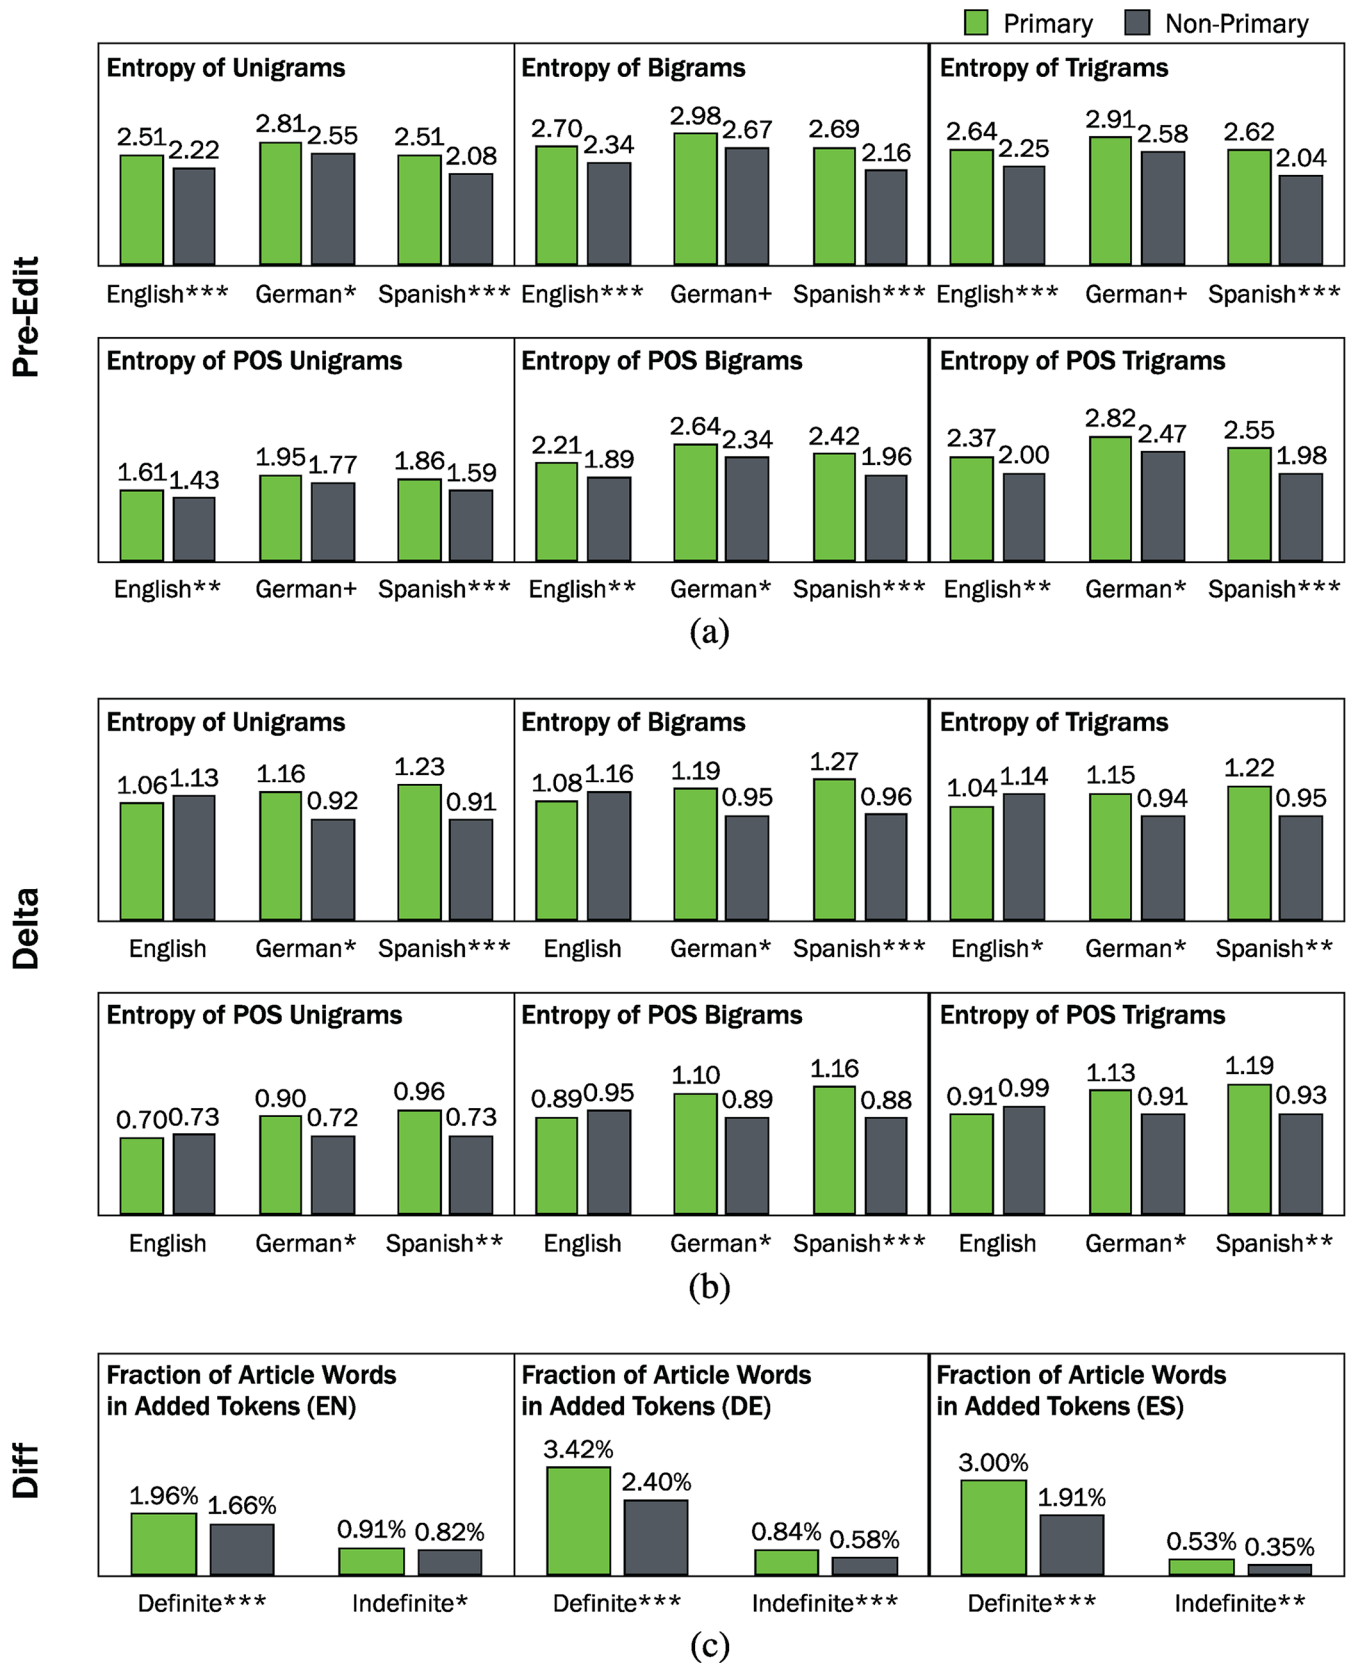 Primary Non-Primary
Pre-Edit
Entropy of Unigrams
2.51 2.22 2.81 2.55 2.51 2.08
English*** German* Spanish***
Entropy of Bigrams
2.70 2.34 2.98 2.67 2.69 2.16
English*** German+ Spanish***
Entropy of Trigrams
2.64 2.25 2.91 2.58 2.62 2.04
English*** German+ Spanish***
Entropy of POS Unigrams
1.61 1.43 1.95 1.77 1.86 1.59
English** German+ Spanish***
Entropy of POS Bigrams
2.21 1.89 2.64 2.34 2.42 1.96
English** German* Spanish***
Entropy of POS Trigrams
2.37 2.00 2.82 2.47 2.55 1.98
English** German* Spanish***
(a)
Delta
Entropy of Unigrams
1.06 1.13 1.16 0.92 1.23 0.91
English German* Spanish***
Entropy of Bigrams
1.08 1.16 1.19 0.95 1.27 0.96
English German* Spanish***
Entropy of Trigrams
1.04 1.14 1.15 0.94 1.22 0.95
English* German* Spanish**
Entropy of POS Unigrams
0.70 0.73 0.90 0.72 0.96 0.73
English German* Spanish**
Entropy of POS Bigrams
0.89 0.95 1.10 0.89 1.16 0.88
English German* Spanish***
Entropy of POS Trigrams
0.91 0.99 1.13 0.91 1.19 0.93
English German* Spanish**
(b)
Diff
Fraction of Article Words
in Added Tokens (EN)
1.96% 1.66% 0.91% 0.82%
Definite*** Indefinite*
Fraction of Article Words
in Added Tokens (DE)
3.42% 2.40% 0.84% 0.58%
Definite*** Indefinite***
Fraction of Article Words
in Added Tokens (ES)
3.00% 1.91% 0.53% 0.35%
Definite*** Indefinite**
(c)